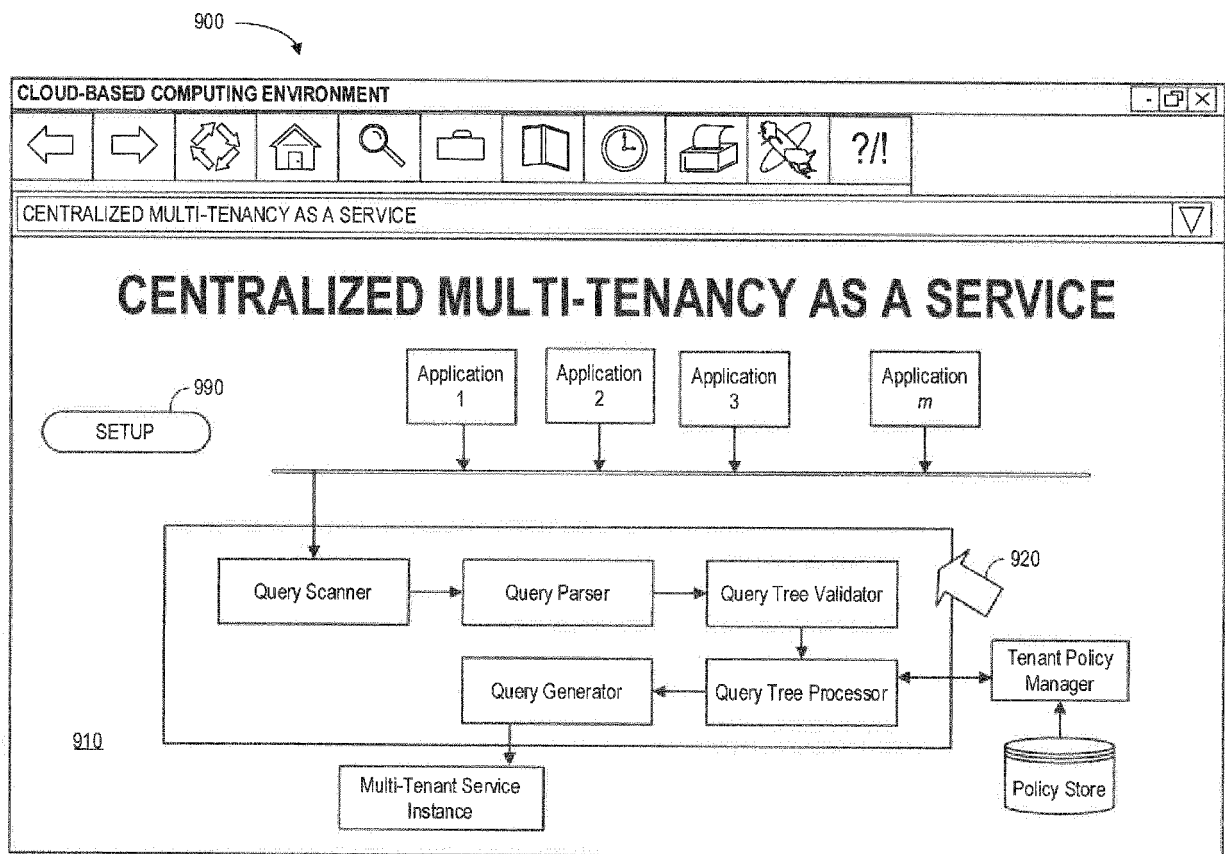 900
CLOUD-BASED COMPUTING ENVIRONMENT
?/!
CENTRALIZED MULTI-TENANCY AS A SERVICE
CENTRALIZED MULTI-TENANCY AS A SERVICE
990
SETUP
Application
1
Application
2
Application
3
Application
m
Query Scanner
Query Parser
Query Tree Validator
920
Query Generator
Query Tree Processor
Tenant Policy
Manager
910
Multi-Tenant Service
Instance
Policy Store